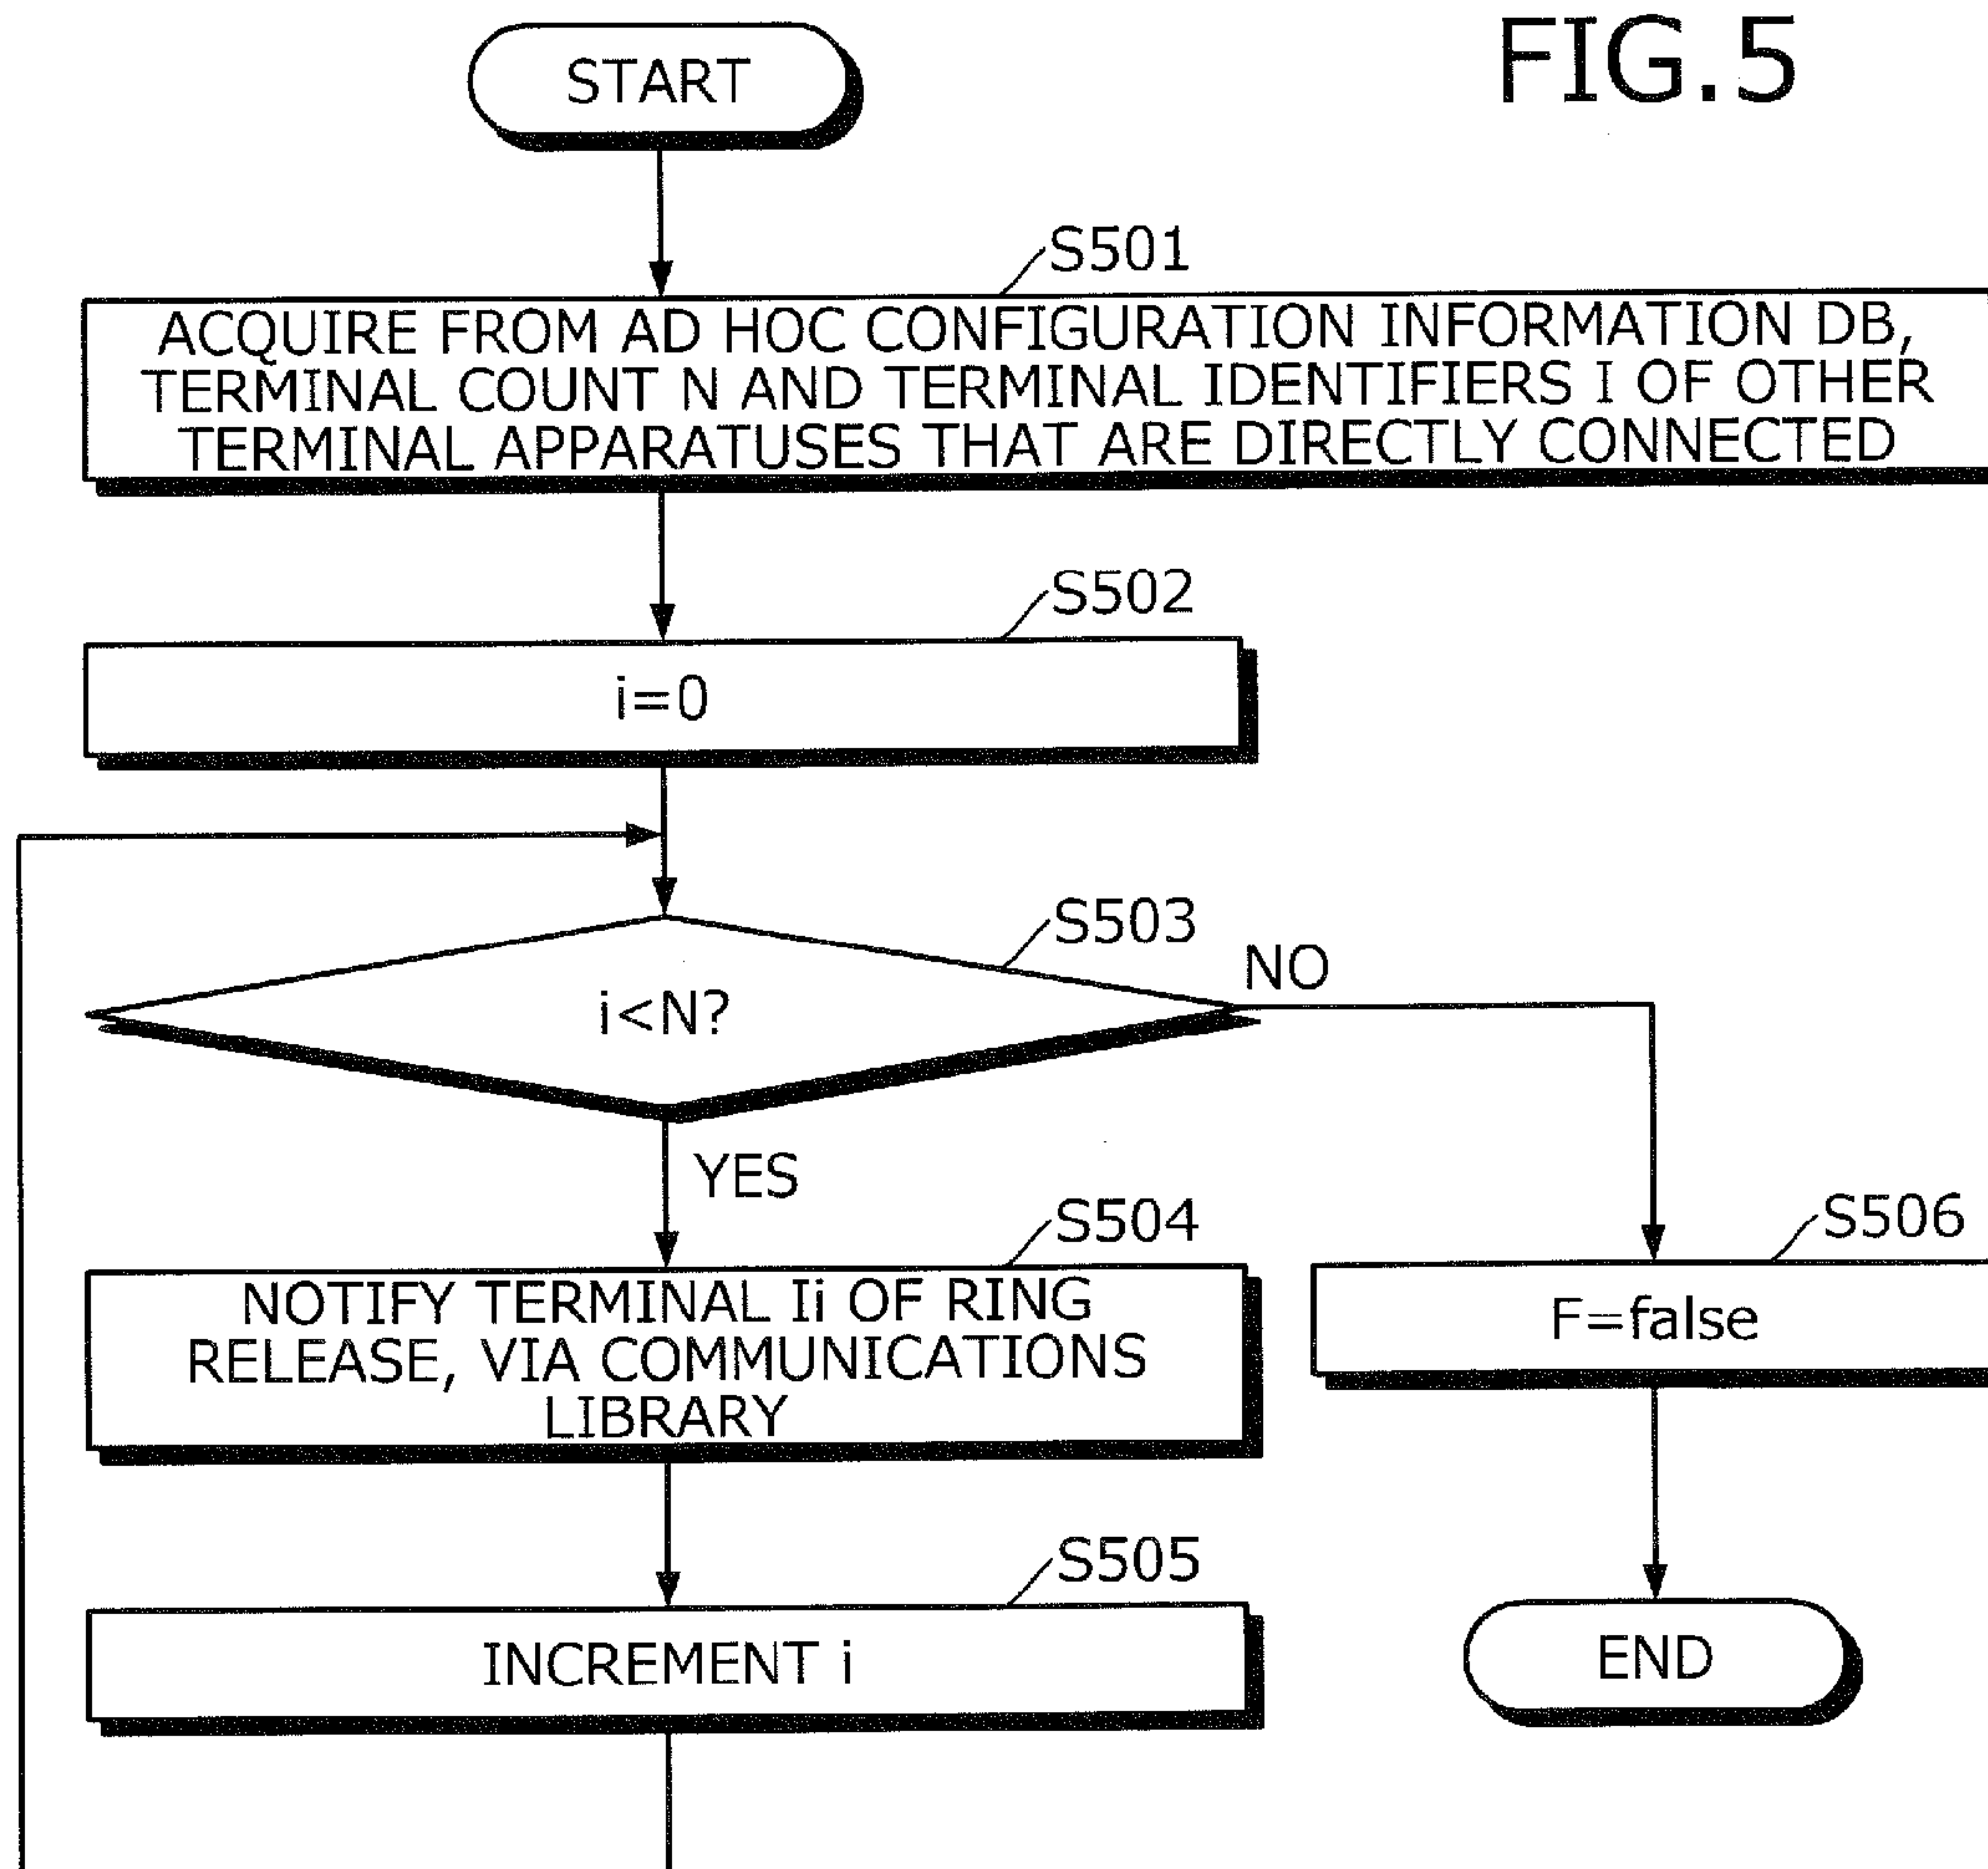 FIG.5
START
S501
ACQUIRE FROM AD HOC CONFIGURATION INFORMATION DB,
TERMINAL COUNT N AND TERMINAL IDENTIFIERS I OF OTHER
TERMINAL APPARATUSES THAT ARE DIRECTLY CONNECTED
S502
i=0
S503
i<N?
NO
YES
S504
NOTIFY TERMINAL Ii OF RING
RELEASE, VIA COMMUNICATIONS
LIBRARY
S506
F=false
S505
INCREMENT i
END